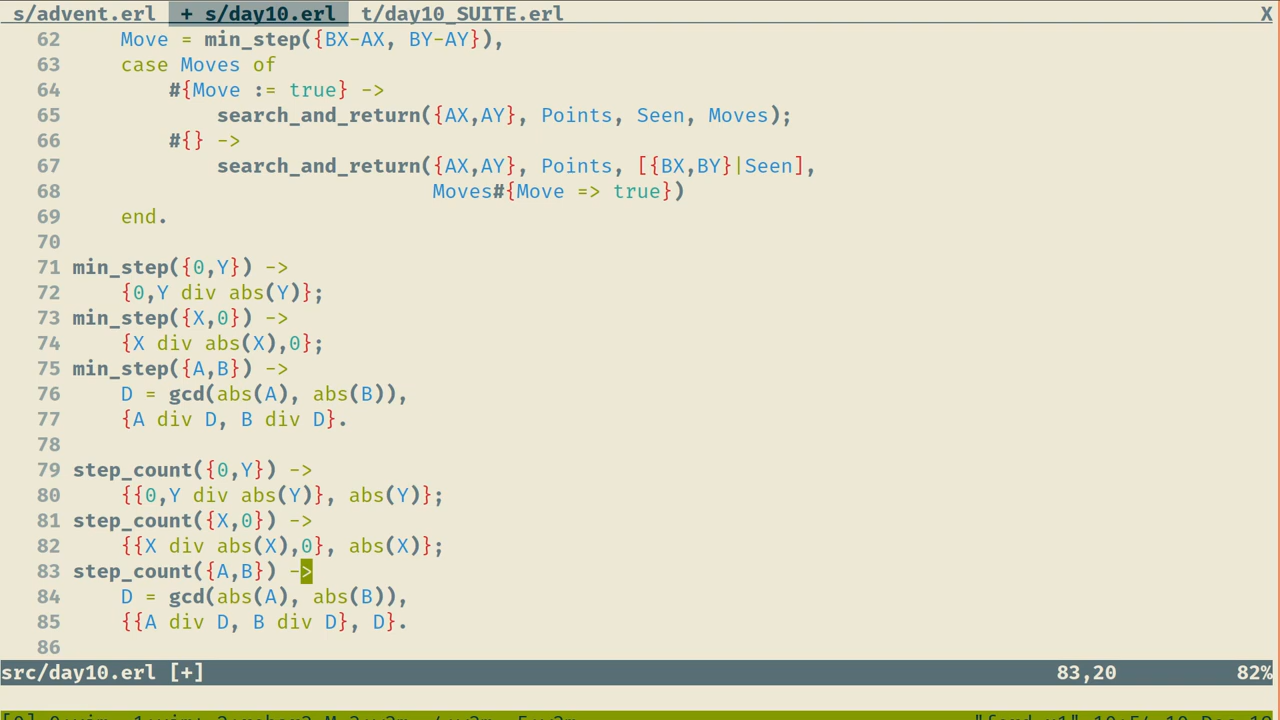 s/advent.erl + s/day10.erl t/day10_SUITE.erl X
62 Move = min_step({BX-AX, BY-AY}),
63 case Moves of
64 #{Move := true} ->
65 search_and_return({AX,AY}, Points, Seen, Moves);
66 #{} ->
67 search_and_return({AX,AY}, Points, [{BX,BY}|Seen],
68 Moves#{Move => true})
69 end.
70
71 min_step({0,Y}) ->
72 {0,Y div abs(Y)};
73 min_step({X,0}) ->
74 {X div abs(X),0};
75 min_step({A,B}) ->
76 D = gcd(abs(A), abs(B)),
77 {A div D, B div D}.
78
79 step_count({0,Y}) ->
80 {{0,Y div abs(Y)}, abs(Y)};
81 step_count({X,0}) ->
82 {{X div abs(X),0}, abs(X)};
83 step_count({A,B}) ->
84 D = gcd(abs(A), abs(B)),
85 {{A div D, B div D}, D}.
86
src/day10.erl [+] 83,20 82%